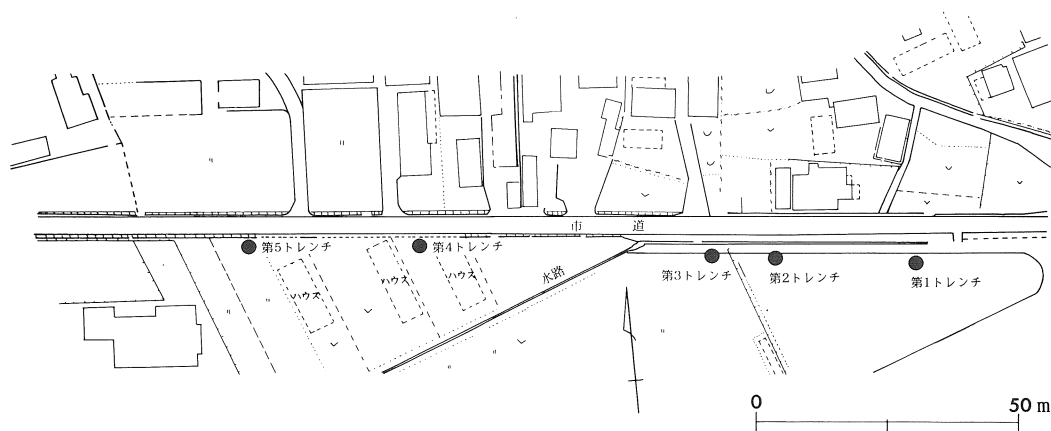 市道
第5トレンチ
第4トレンチ
ハウス
ハウス
ハウス
水路
第3トレンチ
第2トレンチ
第1トレンチ
0
50 m